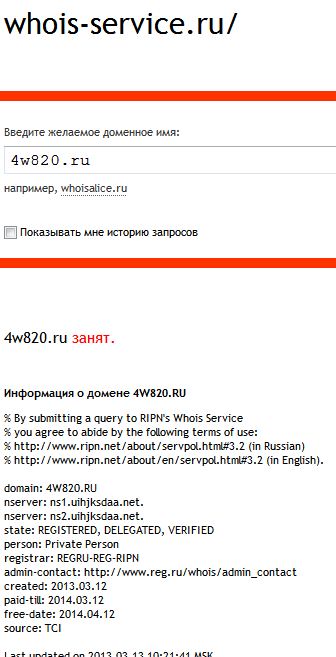 whois-service.ru/
Введите желаемое доменное имя:
4w820.ru
например, whoisalice.ru
Показывать мне историю запросов
4w820.ru занят.
Информация о домене 4W820.RU
% By submitting a query to RIPN's Whois Service
% you agree to abide by the following terms of use:
% http://www.ripn.net/about/servpol.html#3.2 (in Russian)
% http://www.ripn.net/about/en/servpol.html#3.2 (in English).
domain: 4W820.RU
nserver: ns1.uihjksdaa.net.
nserver: ns2.uihjksdaa.net.
state: REGISTERED, DELEGATED, VERIFIED
person: Private Person
registrar: REGRU-REG-RIPN
admin-contact: http://www.reg.ru/whois/admin_contact
created: 2013.03.12
paid-till: 2014.03.12
free-date: 2014.04.12
source: TCI
Last updated on 2013.03.13 10:21:41 MSK